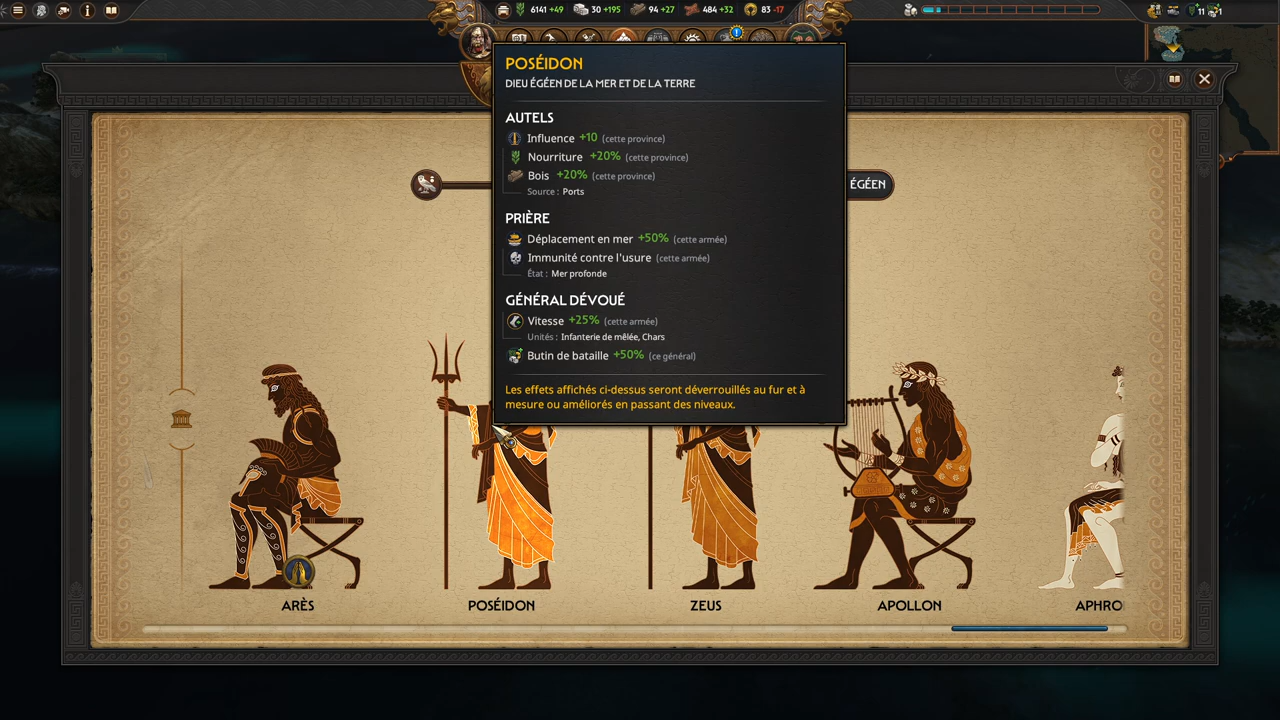 6141 +49 30 +195 94 +27 484 +32 83 -17
11 1
POSÉIDON
DIEU ÉGÉEN DE LA MER ET DE LA TERRE
AUTELS
Influence +10 (cette province)
Nourriture +20% (cette province)
Bois +20% (cette province)
Source : Ports
PRIÈRE
Déplacement en mer +50% (cette armée)
Immunité contre l'usure (cette armée)
État : Mer profonde
GÉNÉRAL DÉVOUÉ
Vitesse +25% (cette armée)
Unités : Infanterie de mêlée, Chars
Butin de bataille +50% (ce général)
Les effets affichés ci-dessus seront déverrouillés au fur et à
mesure ou améliorés en passant des niveaux.
ÉGÉEN
ARÈS
POSÉIDON
ZEUS
APOLLON
APHRO